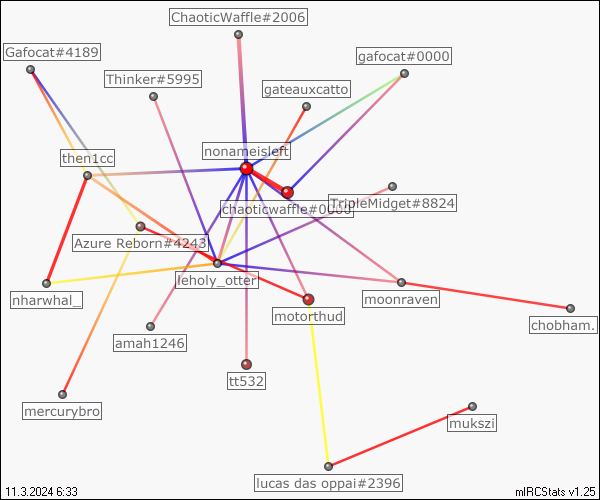 ChaoticWaffle#2006
Gafocat#4189
gafocat#0000
Thinker#5995
gateauxcatto
nonameisleft
then1cc
TripleMidget#8824
chaoticwaffle#0000
Azure Reborn#4243
leholy_otter
nharwhal_
moonraven
motorthud
chobham.
amah1246
tt532
mercurybro
mukszi
lucas das oppai#2396
11.3.2024 6:33
mIRCStats v1.25